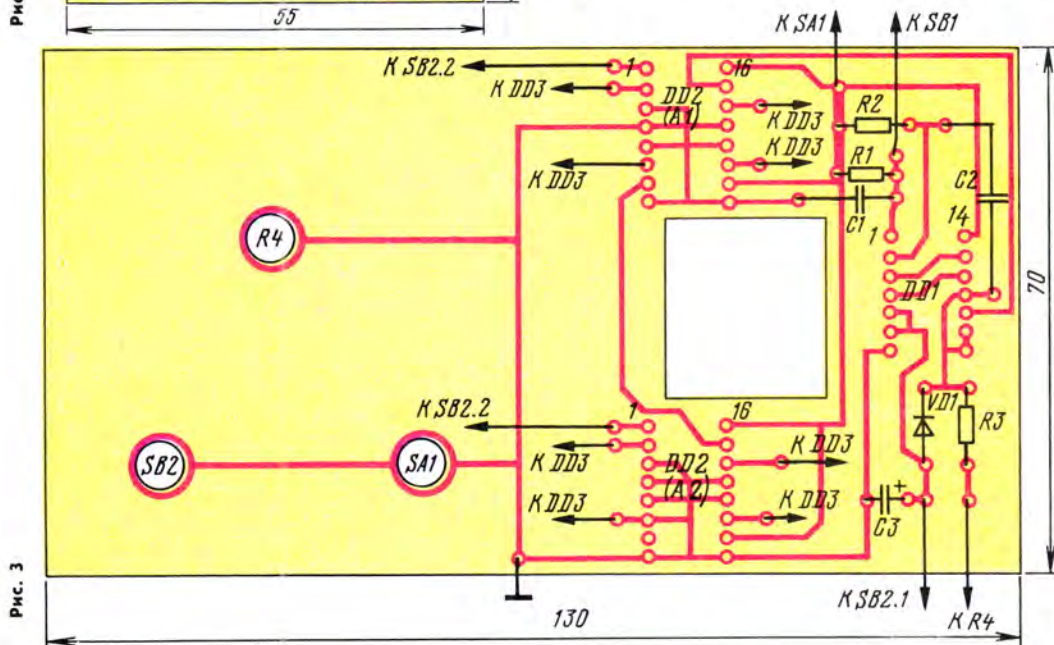 Рис
55
К SA1
К SB1
К SB2.2
1
16
К DD3
DD2
(A1)
К DD3
R2
К DD3
К DD3
R1
C2
C1
1
14
R4
DD1
70
К SB2.2
1
16
VD1
R3
SB2
SA1
К DD3
DD2
(A2)
К DD3
К DD3
К DD3
+
C3
Рис. 3
130
К SB2.1
К R4